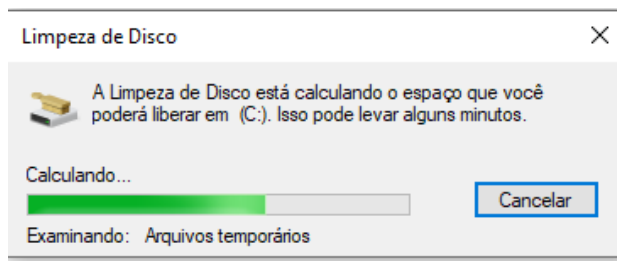 Limpeza de Disco
A Limpeza de Disco está calculando o espaço que você
poderá liberar em (C:). Isso pode levar alguns minutos.
Calculando...
Cancelar
Examinando: Arquivos temporários